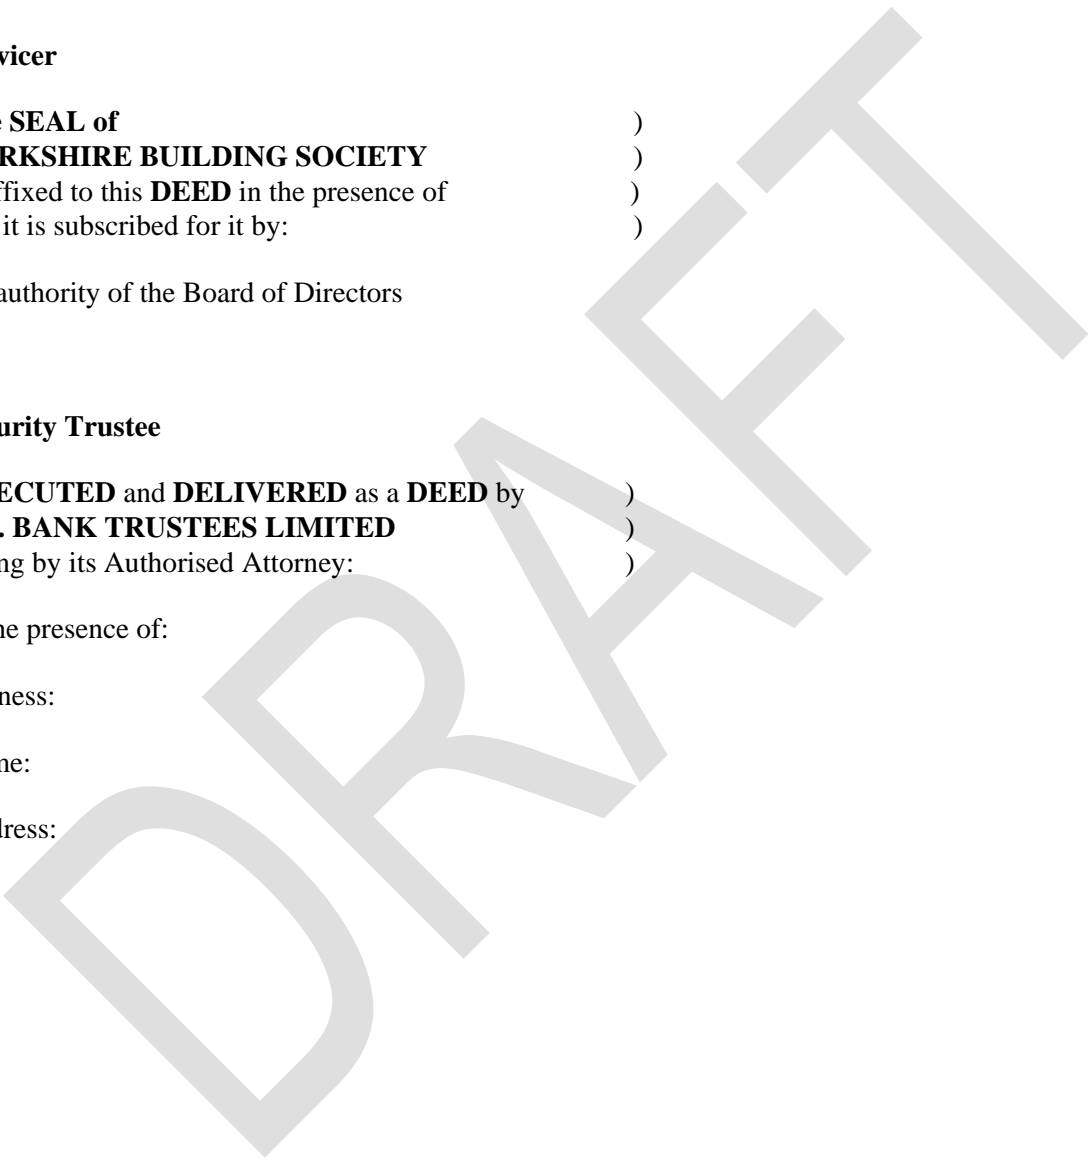 vicer
SEAL of )
RKSHIRE BUILDING SOCIETY )
ffixed to this DEED in the presence of )
it is subscribed for it by: )
authority of the Board of Directors
urity Trustee
ECUTED and DELIVERED as a DEED by )
. BANK TRUSTEES LIMITED )
ng by its Authorised Attorney: )
he presence of:
ness:
me:
dress:
DRAFT